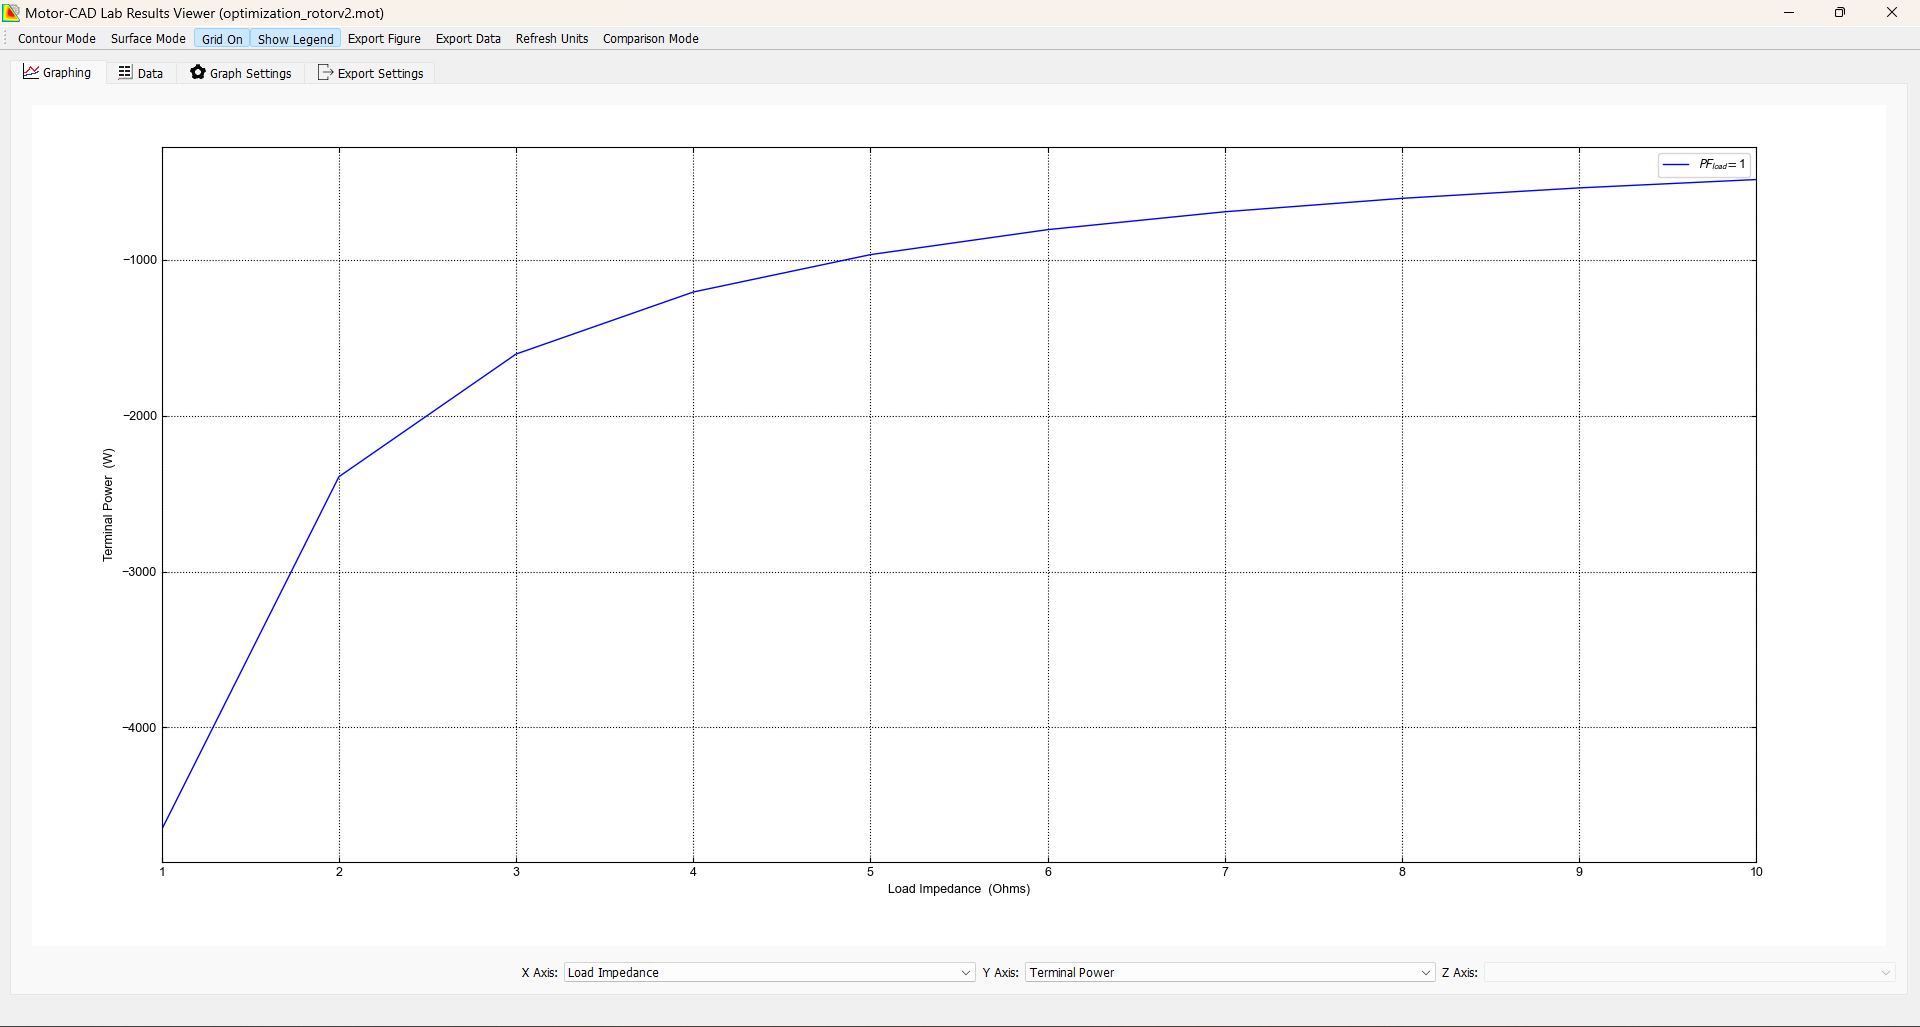 Motor-CAD Lab Results Viewer (optimization_rotorv2.mot)
Contour Mode Surface Mode Grid On Show Legend Export Figure Export Data Refresh Units Comparison Mode
Graphing Data Graph Settings Export Settings
PFload = 1
−1000
−2000
−3000
−4000
Terminal Power (W)
1 2 3 4 5 6 7 8 9 10
Load Impedance (Ohms)
X Axis: Load Impedance Y Axis: Terminal Power Z Axis: